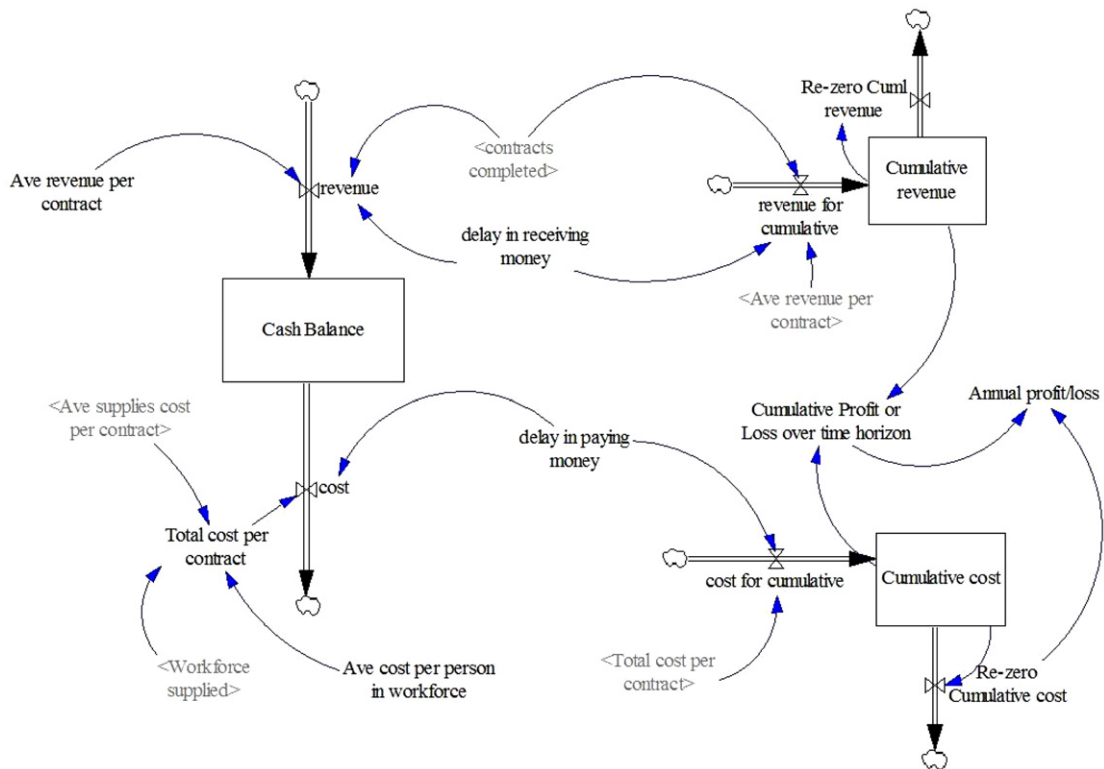 Re-zero Cuml
revenue
<contracts
completed>
Cumulative
revenue
Ave revenue per
contract
revenue
revenue for
cumulative
delay in receiving
money
<Ave revenue per
contract>
Cash Balance
<Ave supplies cost
per contract>
Cumulative Profit or
Loss over time horizon
Annual profit/loss
delay in paying
money
cost
Total cost per
contract
cost for cumulative
Cumulative cost
<Workforce
supplied>
Ave cost per person
in workforce
<Total cost per
contract>
Re-zero
Cumulative cost